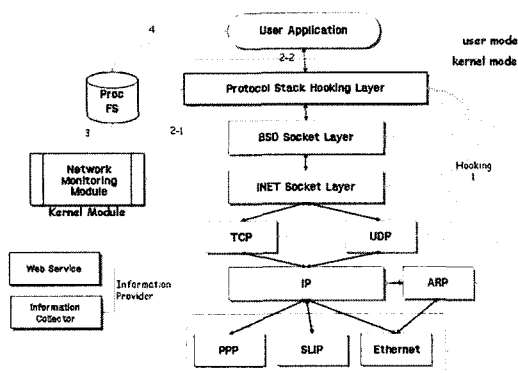 4
User Application
user mode
2-2
kernel mode
Protocol Stack Hooking Layer
Proc
FS
3
2-1
BSD Socket Layer
Network
Monitoring
Module
Kernel Module
INET Socket Layer
Hooking
1
TCP
UDP
Web Service
Information
Provider
Information
Collector
IP
ARP
PPP
SLIP
Ethernet